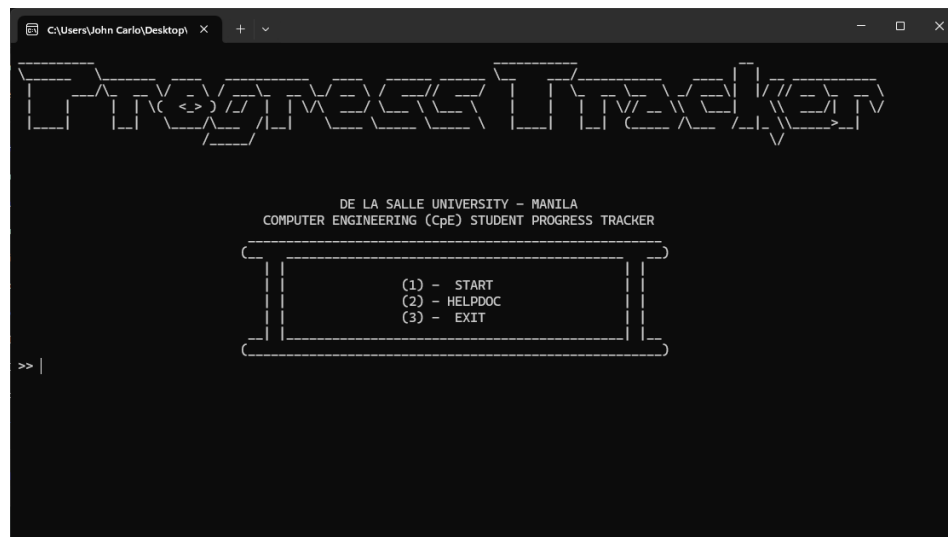 C:\Users\John Carlo\Desktop\
Progress Tracker
DE LA SALLE UNIVERSITY – MANILA
COMPUTER ENGINEERING (CpE) STUDENT PROGRESS TRACKER
(1) – START
(2) – HELPDOC
(3) – EXIT
>>